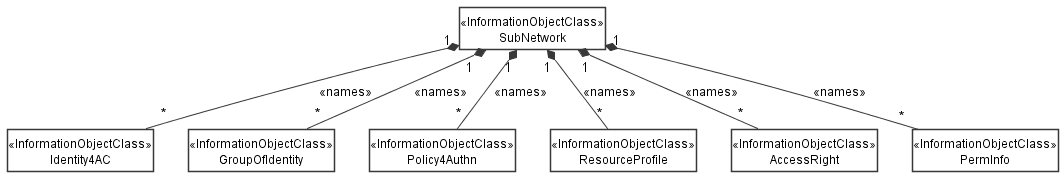 «InformationObjectClass»
SubNetwork
1
1
1
1
1
1
«names»
«names»
«names»
«names»
«names»
«names»
*
*
*
*
*
*
«InformationObjectClass»
Identity4AC
«InformationObjectClass»
GroupOfIdentity
«InformationObjectClass»
Policy4Authn
«InformationObjectClass»
ResourceProfile
«InformationObjectClass»
AccessRight
«InformationObjectClass»
PermInfo